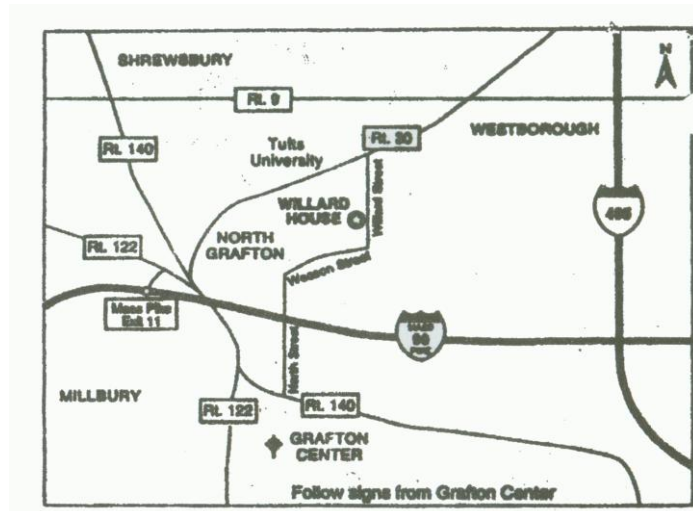 SHREWSBURY
N
Rt. 9
Rt. 140
Tufts
University
Rt. 30
WESTBOROUGH
WILLARD
HOUSE
Willard Street
495
NORTH
GRAFTON
Rt. 122
Wesson Street
Mass Pike
Exit 11
90
North Street
MILLBURY
Rt. 122
Rt. 140
GRAFTON
CENTER
Follow signs from Grafton Center